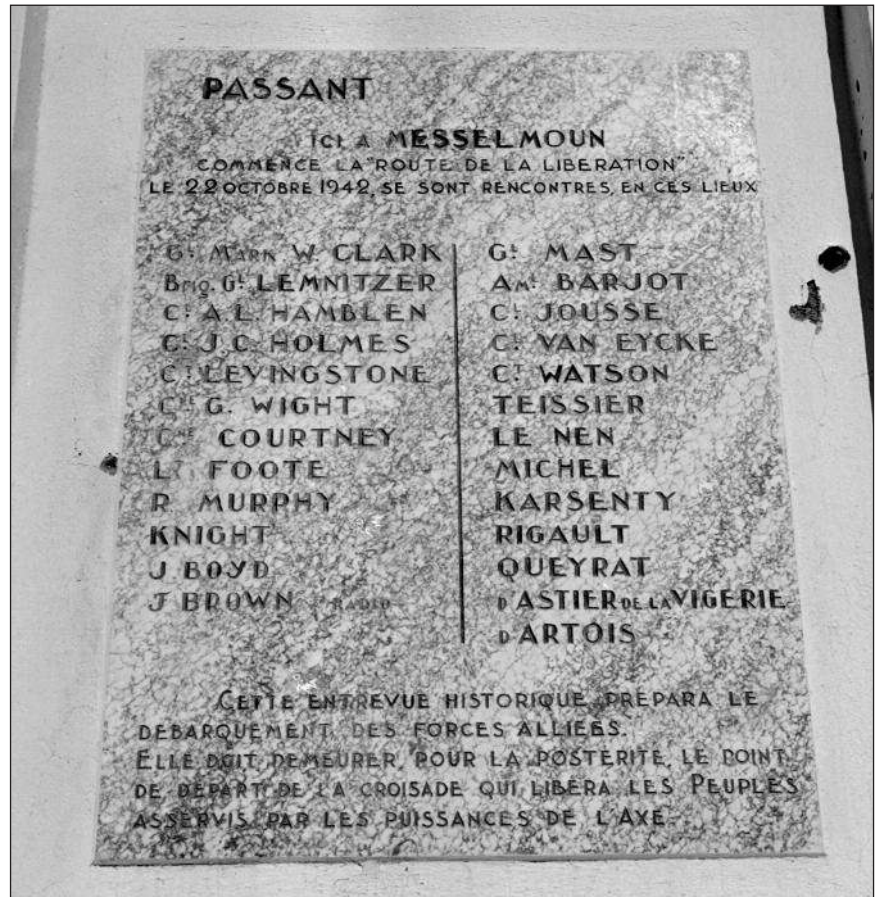 PASSANT
ICI A MESSELMOUN
COMMENCE LA "ROUTE DE LA LIBERATION"
LE 22 OCTOBRE 1942, SE SONT RENCONTRES, EN CES LIEUX
Gl MARK W. CLARK
BRIG. Gl LEMNITZER
Cl A.L. HAMBLEN
Cl J.C. HOLMES
Ct LEVINGSTONE
Cne G. WIGHT
Cne COURTNEY
Lt FOOTE
R. MURPHY
KNIGHT
J. BOYD
J BROWN RADIO
Gl MAST
Aml BARJOT
Cl JOUSSE
Cl VAN EYCKE
Ct WATSON
TEISSIER
LE NEN
MICHEL
KARSENTY
RIGAULT
QUEYRAT
D'ASTIER DE LA VIGERIE
D'ARTOIS
CETTE ENTREVUE HISTORIQUE PREPARA LE
DEBARQUEMENT DES FORCES ALLIEES.
ELLE DOIT DEMEURER, POUR LA POSTERITE, LE POINT
DE DEPART DE LA CROISADE QUI LIBERA LES PEUPLES
ASSERVIS PAR LES PUISSANCES DE L'AXE.